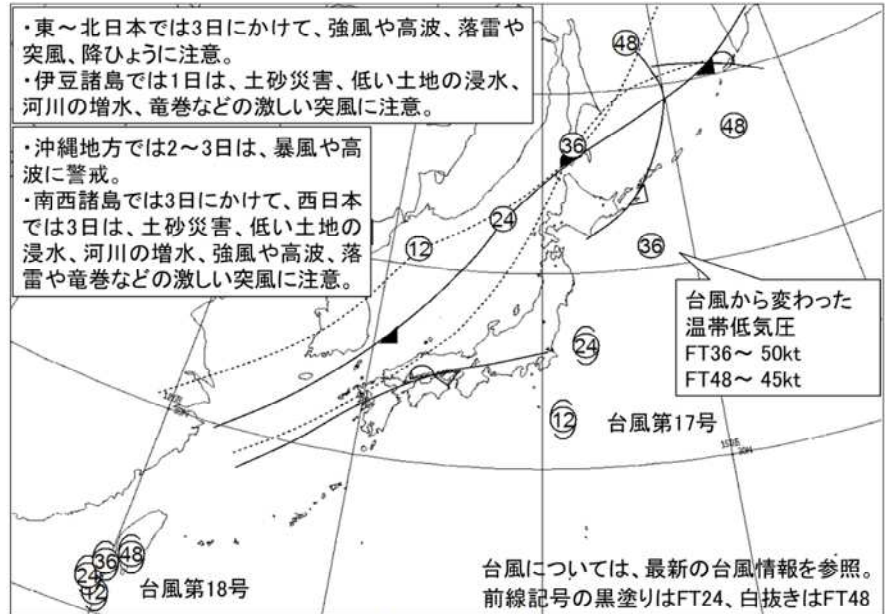 ・東～北日本では3日にかけて、強風や高波、落雷や
突風、降ひょうに注意。
・伊豆諸島では1日は、土砂災害、低い土地の浸水、
河川の増水、竜巻などの激しい突風に注意。
・沖縄地方では2～3日は、暴風や高
波に警戒。
・南西諸島では3日にかけて、西日本
では3日は、土砂災害、低い土地の
浸水、河川の増水、強風や高波、落
雷や竜巻などの激しい突風に注意。
48
48
36
24
12
36
台風から変わった
温帯低気圧
FT36～ 50kt
FT48～ 45kt
24
12
台風第17号
48
36
24
12
台風第18号
台風については、最新の台風情報を参照。
前線記号の黒塗りはFT24、白抜きはFT48